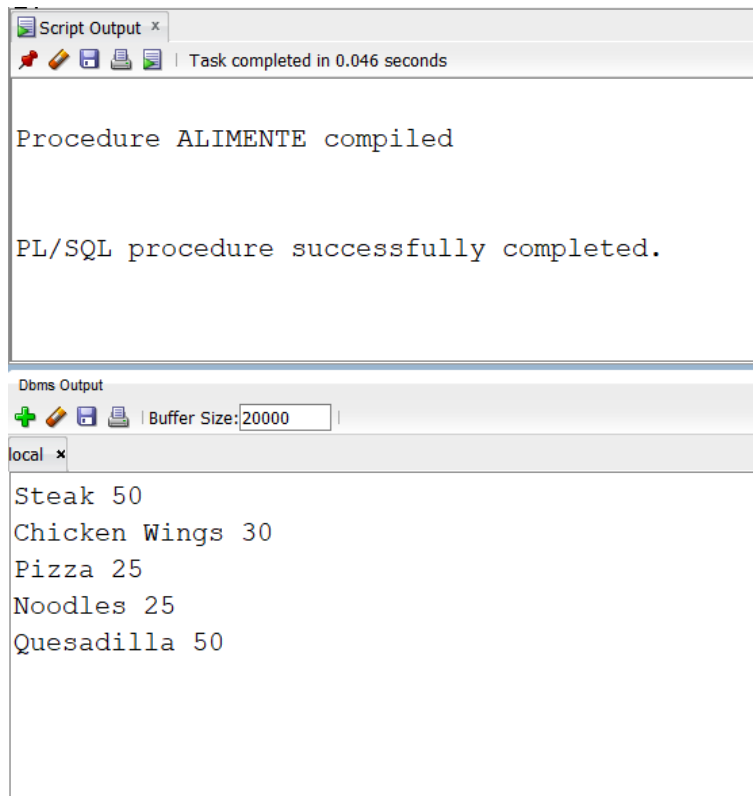 Script Output x
Task completed in 0.046 seconds
Procedure ALIMENTE compiled
PL/SQL procedure successfully completed.
Dbms Output
Buffer Size: 20000
local x
Steak 50
Chicken Wings 30
Pizza 25
Noodles 25
Quesadilla 50